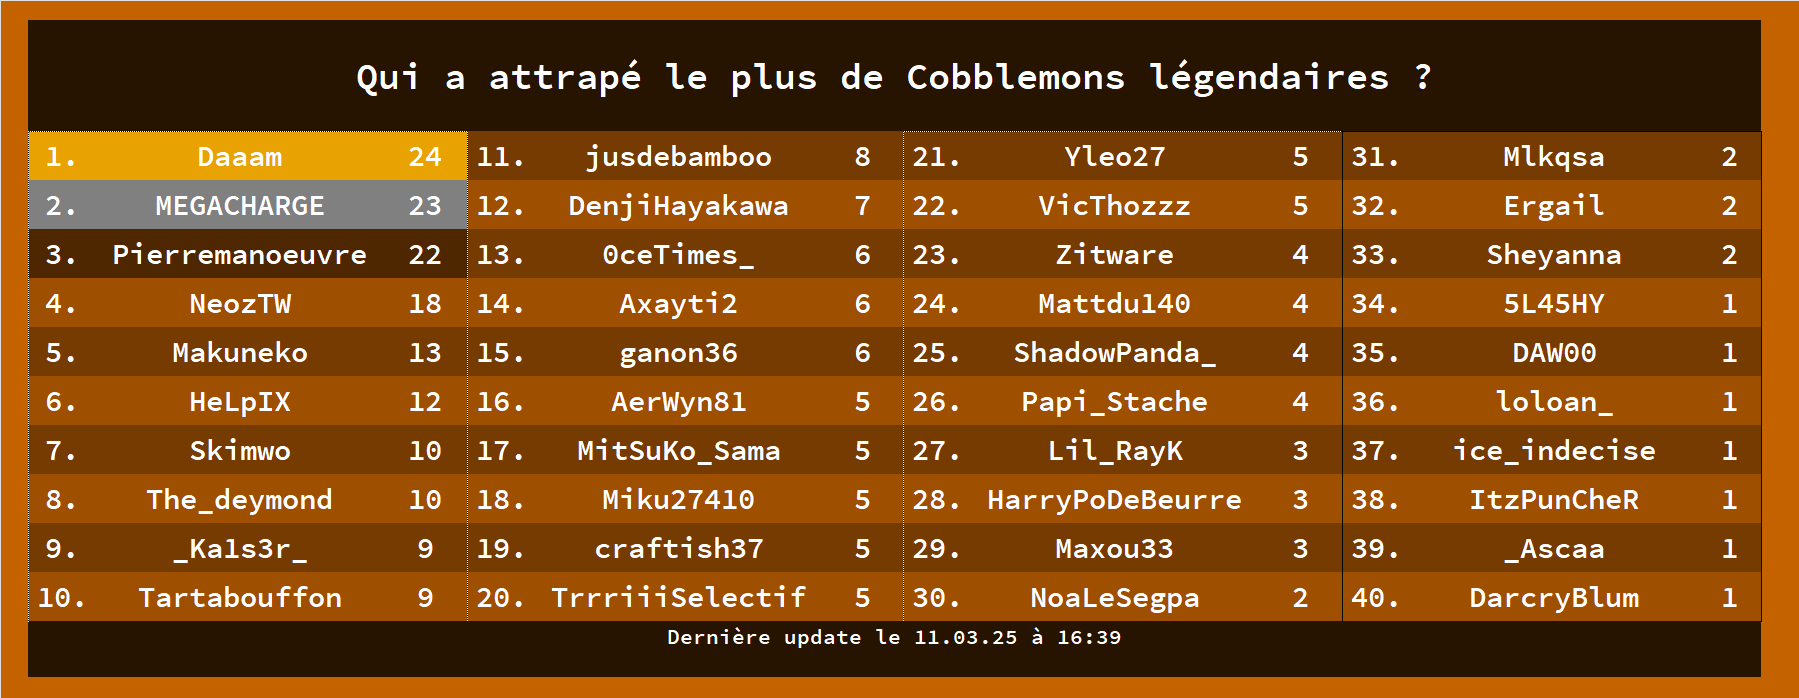 Qui a attrapé le plus de Cobblemons légendaires ?
1. Daaam 24
2. MEGACHARGE 23
3. Pierremanoeuvre 22
4. NeozTW 18
5. Makuneko 13
6. HeLpIX 12
7. Skimwo 10
8. The_deymond 10
9. _Ka1s3r_ 9
10. Tartabouffon 9
11. jusdebamboo 8
12. DenjiHayakawa 7
13. 0ceTimes_ 6
14. Axayti2 6
15. ganon36 6
16. AerWyn81 5
17. MitSuKo_Sama 5
18. Miku27410 5
19. craftish37 5
20. TrrriiiSelectif 5
21. Yleo27 5
22. VicThozzz 5
23. Zitware 4
24. Mattdu140 4
25. ShadowPanda_ 4
26. Papi_Stache 4
27. Lil_RayK 3
28. HarryPoDeBeurre 3
29. Maxou33 3
30. NoaLeSegpa 2
31. Mlkqsa 2
32. Ergail 2
33. Sheyanna 2
34. 5L45HY 1
35. DAW00 1
36. loloan_ 1
37. ice_indecise 1
38. ItzPunCheR 1
39. _Ascaa 1
40. DarcryBlum 1
Dernière update le 11.03.25 à 16:39